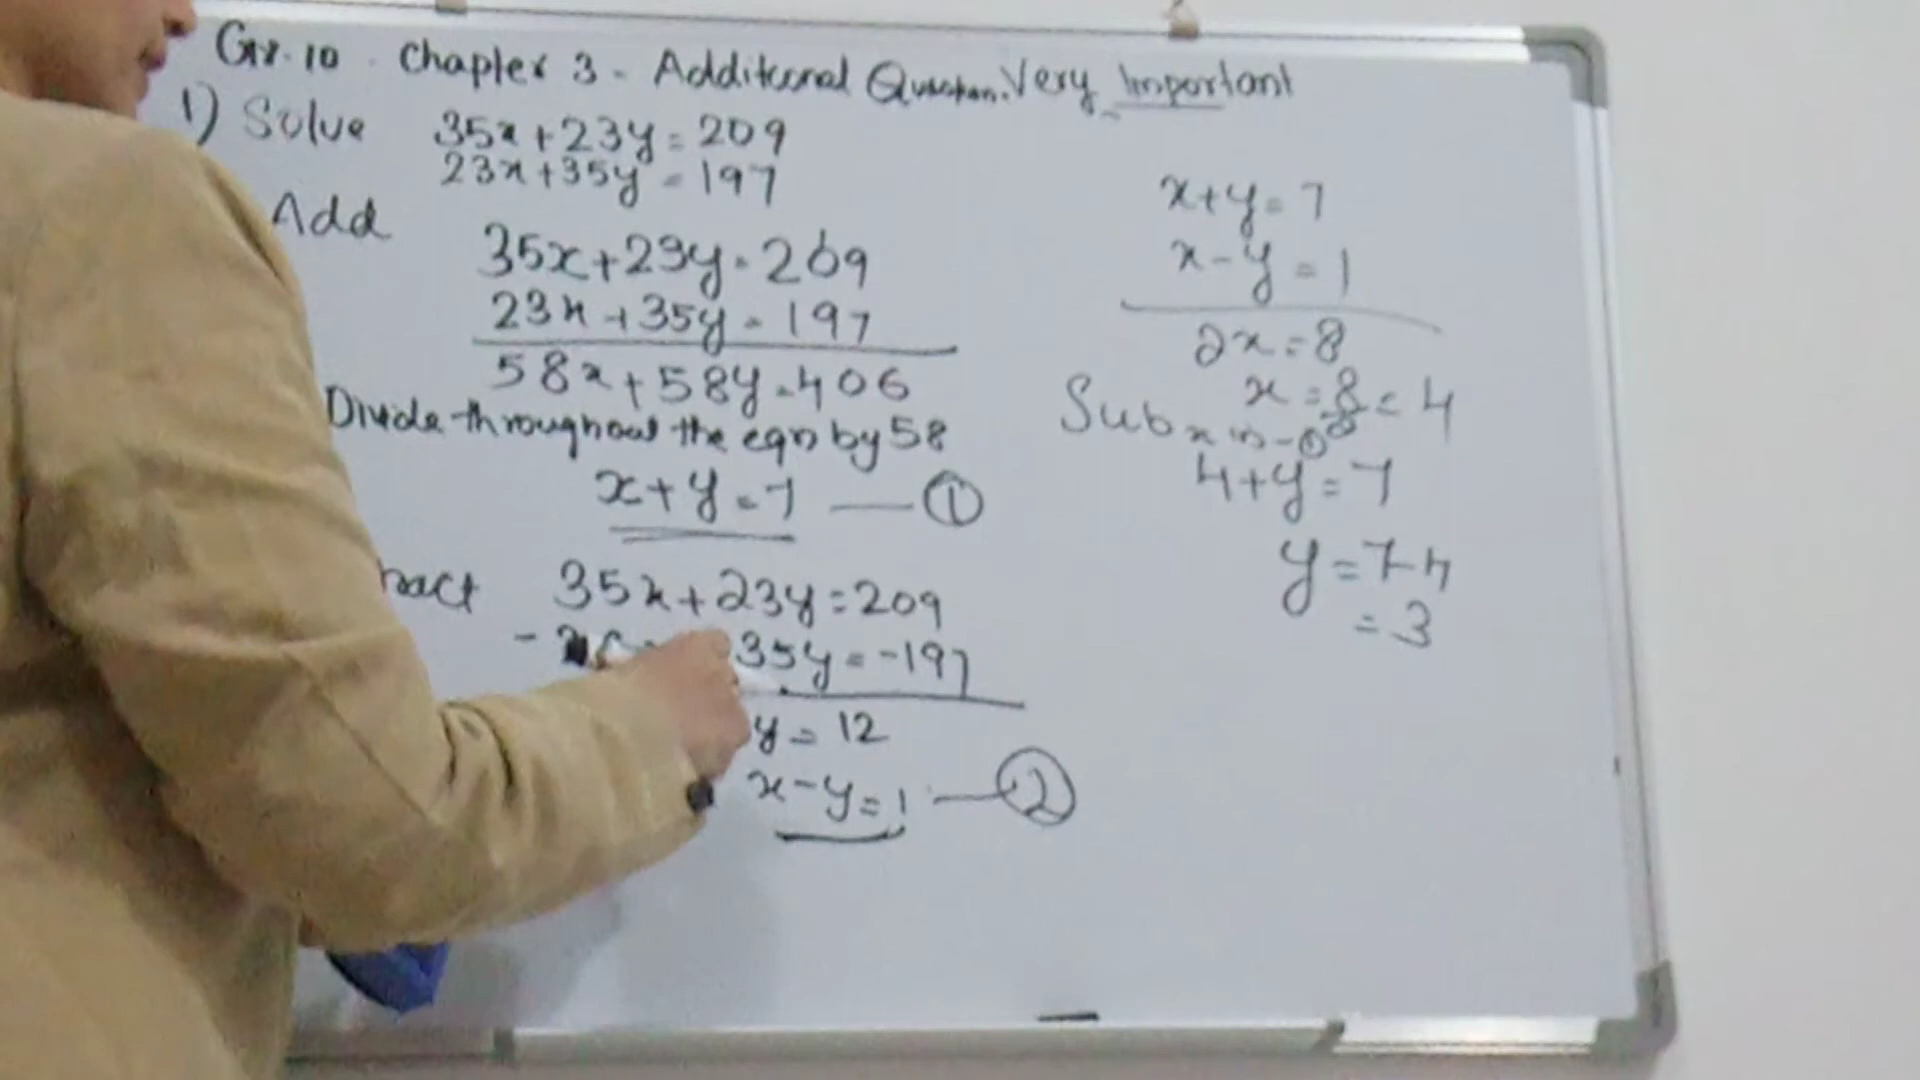 Gr.10 . Chapter 3 - Additional Question. Very Important
1) Solve 35x+23y=209
23x+35y=197
Add
35x+23y=209
23x+35y=197
58x+58y=406
Divide throughout the eqn by 58
x+y=7 — ①
ract 35x+23y=209
- 35y=-197
y=12
x-y=1 — ②
x+y=7
x-y=1
2x=8
x=8/2=4
Sub x in ①
4+y=7
y=7-4
=3